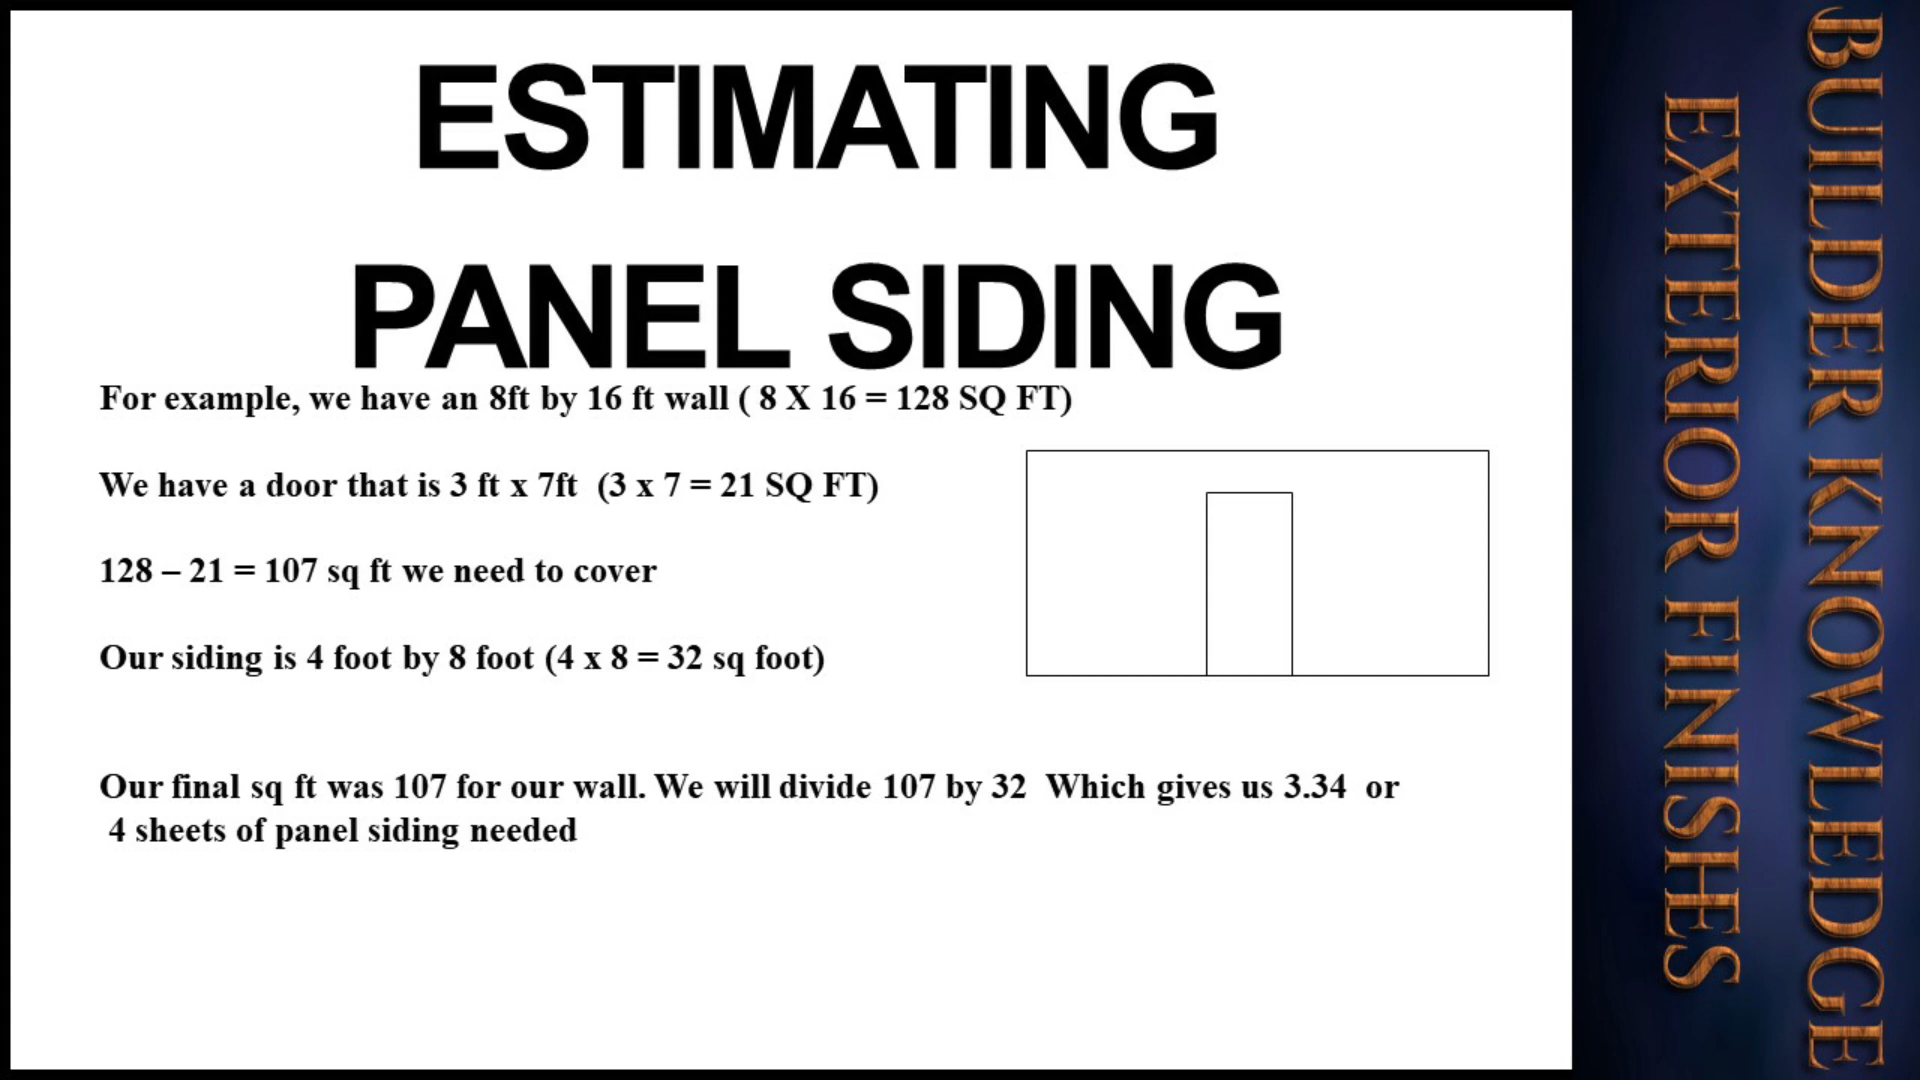 ESTIMATING
PANEL SIDING
For example, we have an 8ft by 16 ft wall ( 8 X 16 = 128 SQ FT)
We have a door that is 3 ft x 7ft  (3 x 7 = 21 SQ FT)
128 – 21 = 107 sq ft we need to cover
Our siding is 4 foot by 8 foot (4 x 8 = 32 sq foot)
Our final sq ft was 107 for our wall. We will divide 107 by 32  Which gives us 3.34  or
4 sheets of panel siding needed
BUILDER KNOWLEDGE
EXTERIOR FINISHES